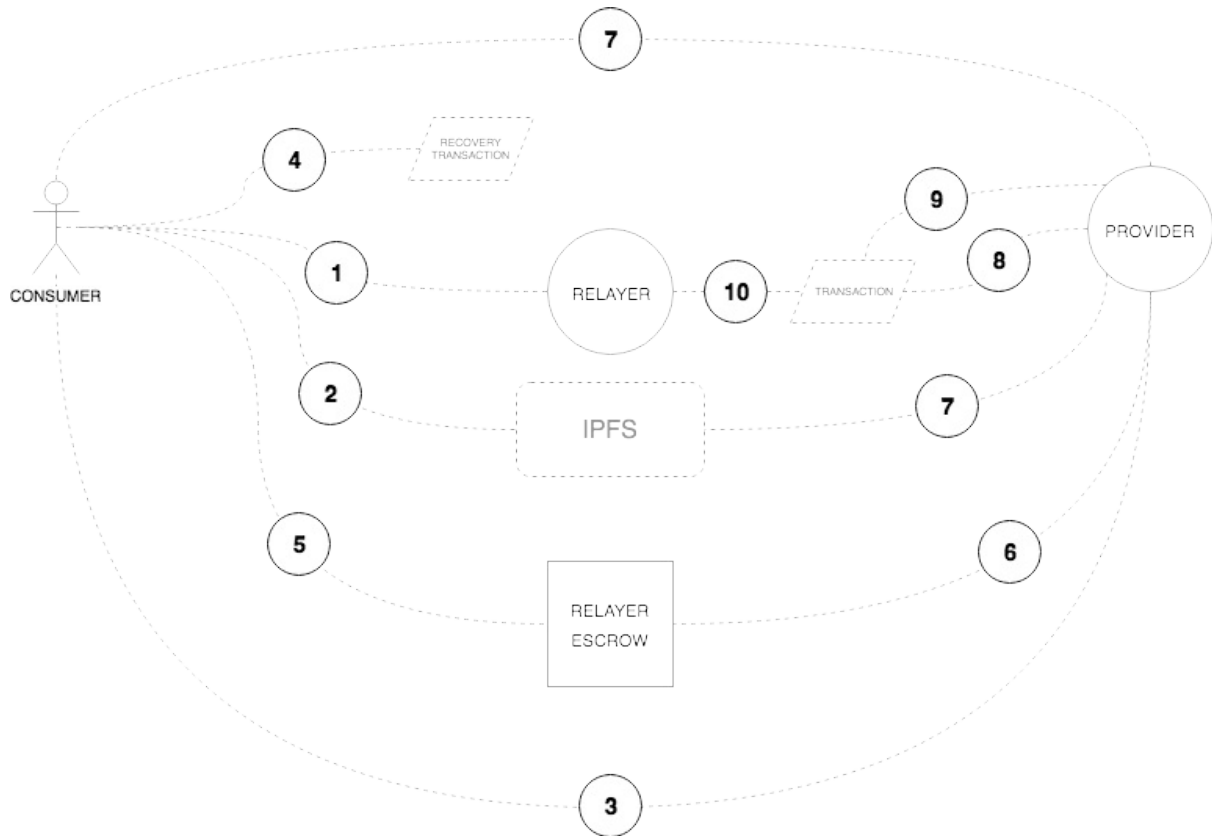 7
RECOVERY
TRANSACTION
4
9
PROVIDER
8
CONSUMER
1
RELAYER
10
TRANSACTION
2
IPFS
7
5
6
RELAYER
ESCROW
3